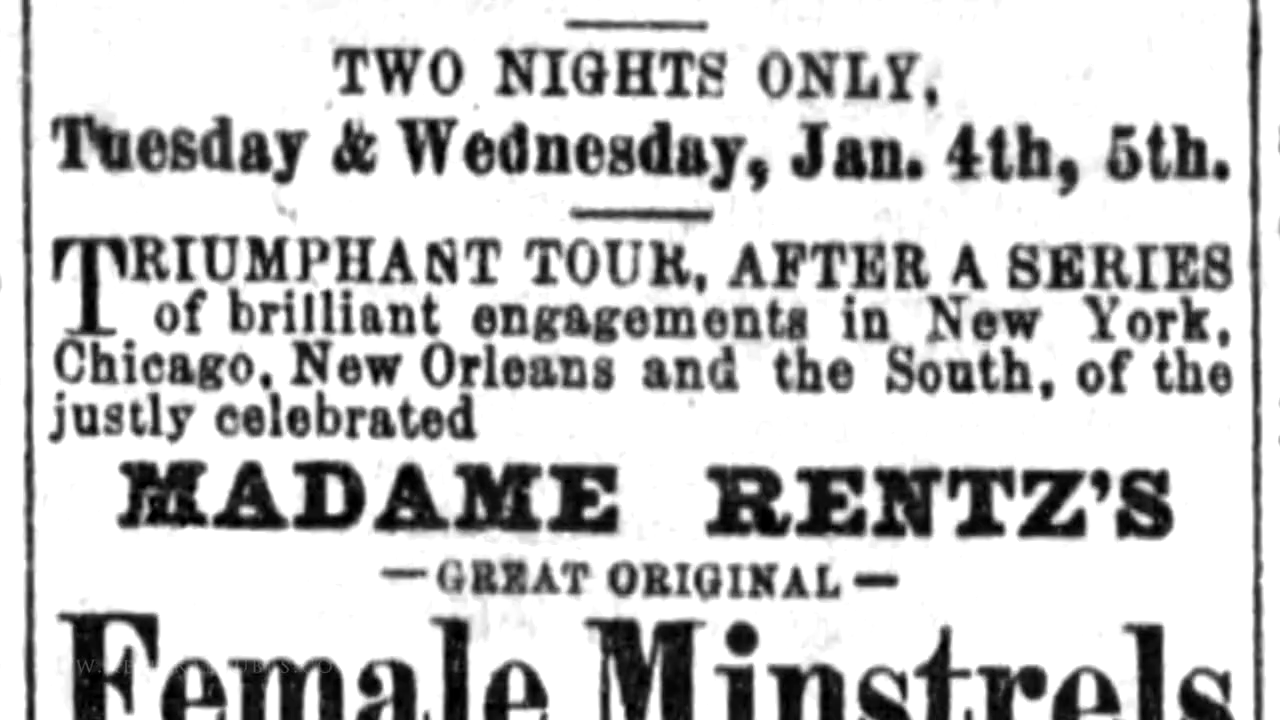 TWO NIGHTS ONLY,
Tuesday & Wednesday, Jan. 4th, 5th.
TRIUMPHANT TOUR, AFTER A SERIES
of brilliant engagements in New York,
Chicago, New Orleans and the South, of the
justly celebrated
MADAME RENTZ'S
—GREAT ORIGINAL—
Female Minstrels